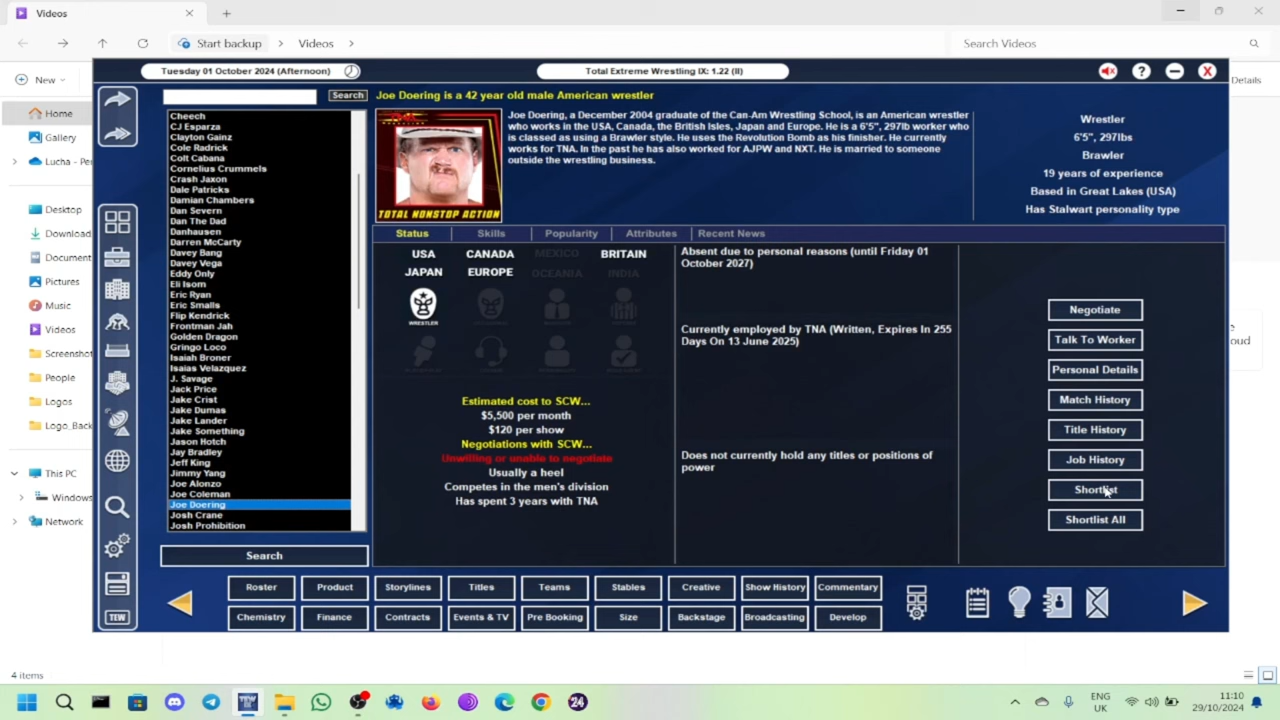 Videos
Start backup
Videos
Search Videos
New
Details
Home
Gallery
Lucha - Pers
Desktop
Download
Document
Pictures
Music
Videos
Screenshot
People
Logos
Logo_Back
This PC
Windows
Network
4 items
Tuesday 01 October 2024 (Afternoon)
Total Extreme Wrestling IX: 1.22 (II)
Search
Cheech
CJ Esparza
Clayton Gainz
Cole Radrick
Colt Cabana
Cornelius Crummels
Crash Jaxon
Dale Patricks
Damian Chambers
Dan Severn
Dan The Dad
Danhausen
Darren McCarty
Davey Bang
Davey Vega
Eddy Only
Eli Isom
Eric Ryan
Eric Smalls
Flip Kendrick
Frontman Jah
Golden Dragon
Gringo Loco
Isaiah Broner
Isaias Velazquez
J. Savage
Jack Price
Jake Crist
Jake Dumas
Jake Lander
Jake Something
Jason Hotch
Jay Bradley
Jeff King
Jimmy Yang
Joe Alonzo
Joe Coleman
Joe Doering
Josh Crane
Josh Prohibition
Search
Joe Doering is a 42 year old male American wrestler
TOTAL NONSTOP ACTION
Joe Doering, a December 2004 graduate of the Can-Am Wrestling School, is an American wrestler
who works in the USA, Canada, the British Isles, Japan and Europe. He is a 6'5", 297lb worker who
is classed as using a Brawler style. He uses the Revolution Bomb as his finisher. He currently
works for TNA. In the past he has also worked for AJPW and NXT. He is married to someone
outside the wrestling business.
Wrestler
6'5", 297lbs
Brawler
19 years of experience
Based in Great Lakes (USA)
Has Stalwart personality type
Status
Skills
Popularity
Attributes
Recent News
USA
CANADA
MEXICO
BRITAIN
JAPAN
EUROPE
OCEANIA
INDIA
WRESTLER
Estimated cost to SCW...
$5,500 per month
$120 per show
Negotiations with SCW...
Unwilling or unable to negotiate
Usually a heel
Competes in the men's division
Has spent 3 years with TNA
Absent due to personal reasons (until Friday 01
October 2027)
Currently employed by TNA (Written, Expires In 255
Days On 13 June 2025)
Does not currently hold any titles or positions of
power
Negotiate
Talk To Worker
Personal Details
Match History
Title History
Job History
Shortlist
Shortlist All
Roster
Product
Storylines
Titles
Teams
Stables
Creative
Show History
Commentary
Chemistry
Finance
Contracts
Events & TV
Pre Booking
Size
Backstage
Broadcasting
Develop
TEW
24
ENG
UK
11:10
29/10/2024